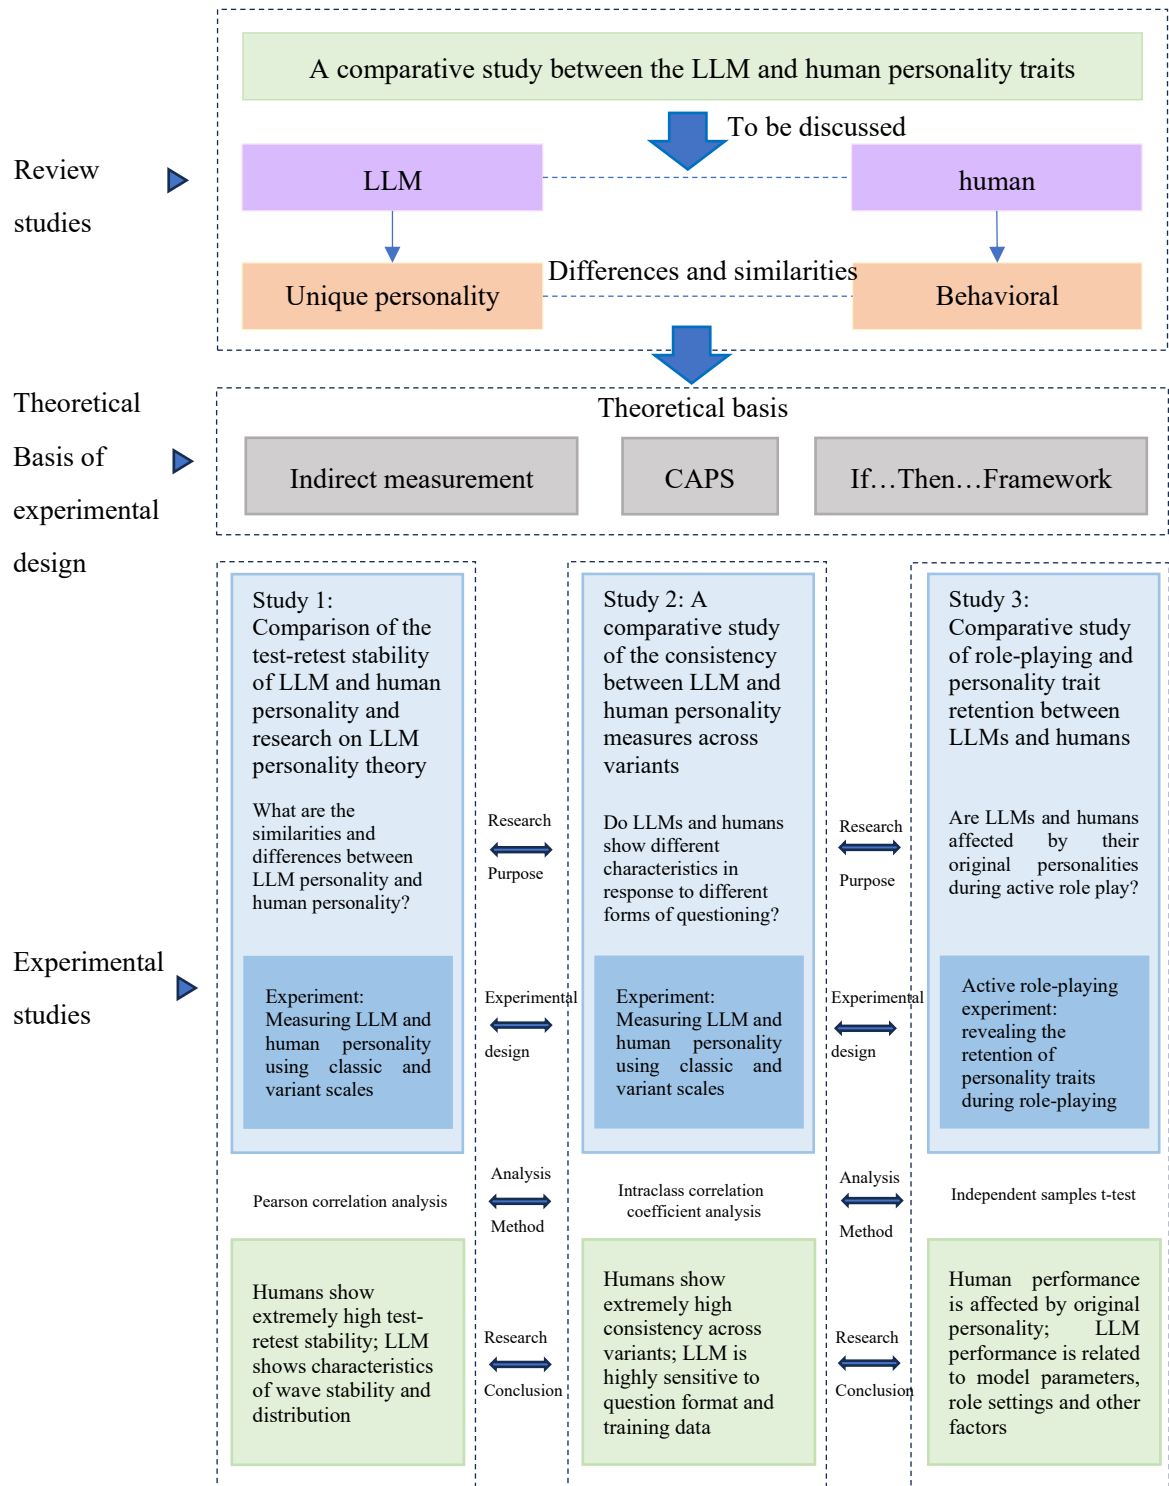 A comparative study between the LLM and human personality traits
To be discussed
Review
studies
LLM
human
Differences and similarities
Unique personality
Behavioral
Theoretical
Basis of
experimental
design
Theoretical basis
Indirect measurement
CAPS
If…Then…Framework
Study 1:
Comparison of the
test-retest stability
of LLM and human
personality and
research on LLM
personality theory
What are the
similarities and
differences between
LLM personality and
human personality?
Research
Purpose
Study 2: A
comparative study
of the consistency
between LLM and
human personality
measures across
variants
Do LLMs and humans
show different
characteristics in
response to different
forms of questioning?
Research
Purpose
Study 3:
Comparative study
of role-playing and
personality trait
retention between
LLMs and humans
Are LLMs and humans
affected by their
original personalities
during active role play?
Experimental
studies
Experiment:
Measuring LLM and
human personality
using classic and
variant scales
Experimental
design
Experiment:
Measuring LLM and
human personality
using classic and
variant scales
Experimental
design
Active role-playing
experiment:
revealing the
retention of
personality traits
during role-playing
Pearson correlation analysis
Analysis
Method
Intraclass correlation
coefficient analysis
Analysis
Method
Independent samples t-test
Humans show
extremely high test-
retest stability; LLM
shows characteristics
of wave stability and
distribution
Research
Conclusion
Humans show
extremely high
consistency across
variants; LLM is
highly sensitive to
question format and
training data
Research
Conclusion
Human performance
is affected by original
personality; LLM
performance is related
to model parameters,
role settings and other
factors